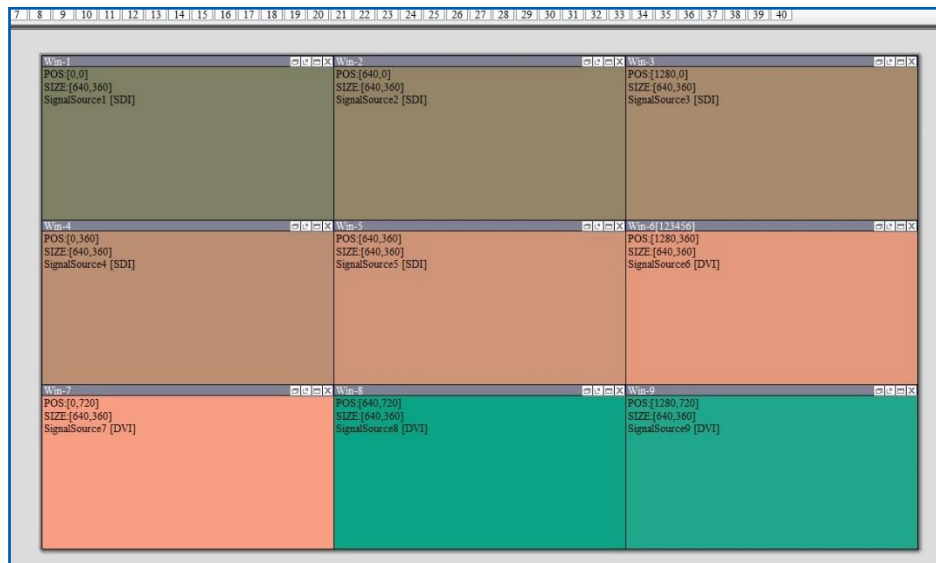 7 8 9 10 11 12 13 14 15 16 17 18 19 20 21 22 23 24 25 26 27 28 29 30 31 32 33 34 35 36 37 38 39 40
Win-1
POS:[0,0]
SIZE:[640,360]
SignalSource1 [SDI]
Win-2
POS:[640,0]
SIZE:[640,360]
SignalSource2 [SDI]
Win-3
POS:[1280,0]
SIZE:[640,360]
SignalSource3 [SDI]
Win-4
POS:[0,360]
SIZE:[640,360]
SignalSource4 [SDI]
Win-5
POS:[640,360]
SIZE:[640,360]
SignalSource5 [SDI]
Win-6[123456]
POS:[1280,360]
SIZE:[640,360]
SignalSource6 [DVI]
Win-7
POS:[0,720]
SIZE:[640,360]
SignalSource7 [DVI]
Win-8
POS:[640,720]
SIZE:[640,360]
SignalSource8 [DVI]
Win-9
POS:[1280,720]
SIZE:[640,360]
SignalSource9 [DVI]